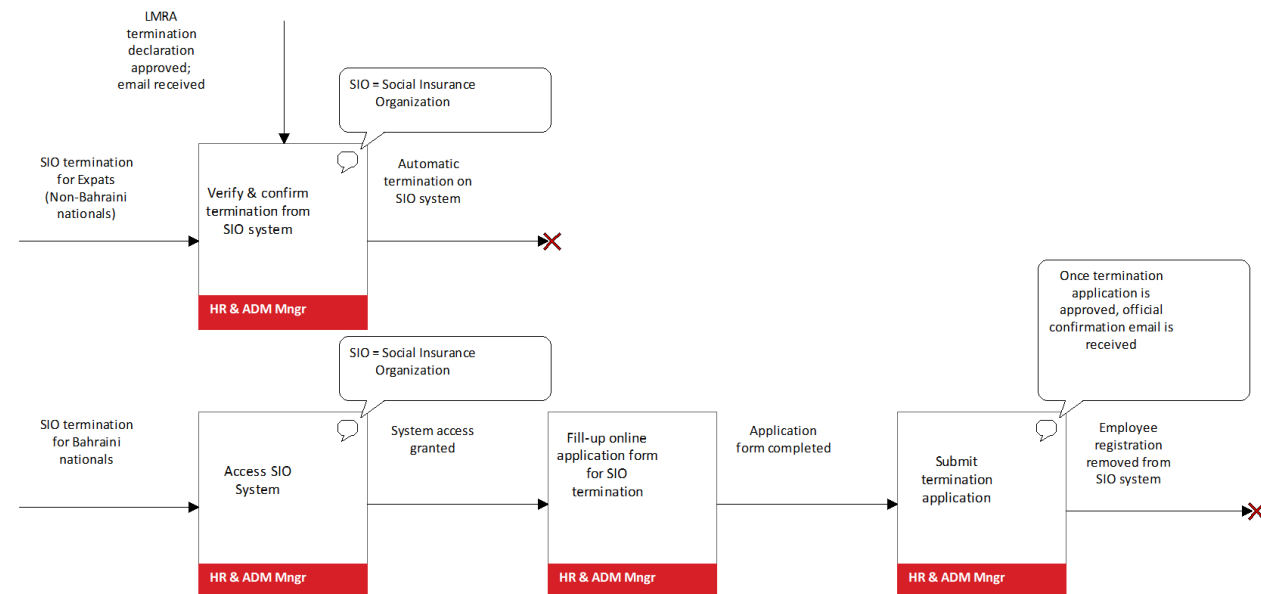 LMRA
termination
declaration
approved;
email received
SIO = Social Insurance
Organization
SIO termination
for Expats
(Non-Bahraini
nationals)
Verify & confirm
termination from
SIO system
Automatic
termination on
SIO system
HR & ADM Mngr
Once termination
application is
approved, official
confirmation email is
received
SIO = Social Insurance
Organization
SIO termination
for Bahraini
nationals
Access SIO
System
HR & ADM Mngr
System access
granted
Fill-up online
application form
for SIO
termination
HR & ADM Mngr
Application
form completed
Submit
termination
application
HR & ADM Mngr
Employee
registration
removed from
SIO system